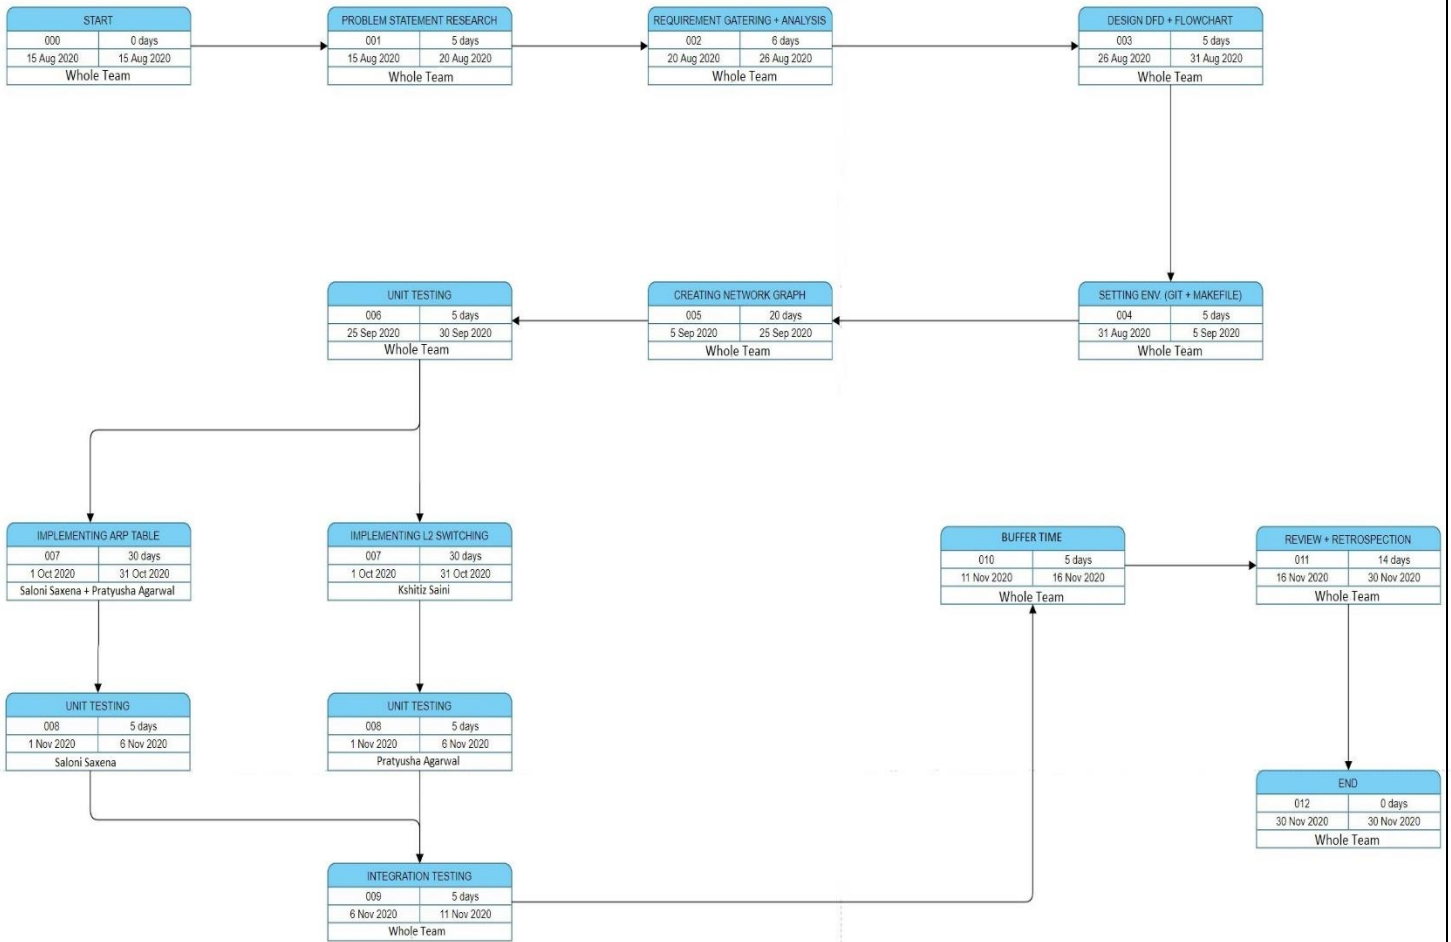 START
000 0 days
15 Aug 2020 15 Aug 2020
Whole Team
PROBLEM STATEMENT RESEARCH
001 5 days
15 Aug 2020 20 Aug 2020
Whole Team
REQUIREMENT GATERING + ANALYSIS
002 6 days
20 Aug 2020 26 Aug 2020
Whole Team
DESIGN DFD + FLOWCHART
003 5 days
26 Aug 2020 31 Aug 2020
Whole Team
SETTING ENV. (GIT + MAKEFILE)
004 5 days
31 Aug 2020 5 Sep 2020
Whole Team
CREATING NETWORK GRAPH
005 20 days
5 Sep 2020 25 Sep 2020
Whole Team
UNIT TESTING
006 5 days
25 Sep 2020 30 Sep 2020
Whole Team
IMPLEMENTING ARP TABLE
007 30 days
1 Oct 2020 31 Oct 2020
Saloni Saxena + Pratyusha Agarwal
IMPLEMENTING L2 SWITCHING
007 30 days
1 Oct 2020 31 Oct 2020
Kshitiz Saini
UNIT TESTING
008 5 days
1 Nov 2020 6 Nov 2020
Saloni Saxena
UNIT TESTING
008 5 days
1 Nov 2020 6 Nov 2020
Pratyusha Agarwal
INTEGRATION TESTING
009 5 days
6 Nov 2020 11 Nov 2020
Whole Team
BUFFER TIME
010 5 days
11 Nov 2020 16 Nov 2020
Whole Team
REVIEW + RETROSPECTION
011 14 days
16 Nov 2020 30 Nov 2020
Whole Team
END
012 0 days
30 Nov 2020 30 Nov 2020
Whole Team